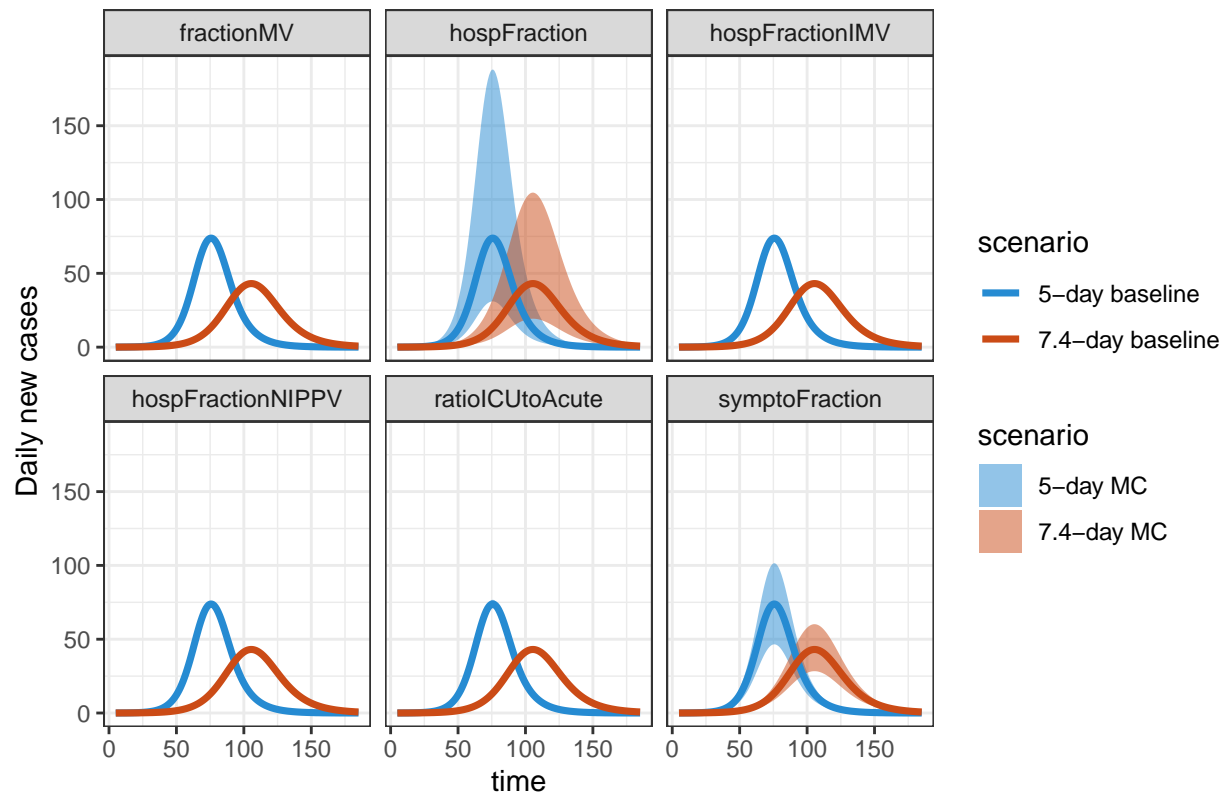 fractionMV hospFraction hospFractionIMV
150
100
50
0
hospFractionNIPPV ratioICUtoAcute symptoFraction
150
100
50
0
0 50 100 150 0 50 100 150 0 50 100 150
time
Daily new cases
scenario
5−day baseline
7.4−day baseline
scenario
5−day MC
7.4−day MC